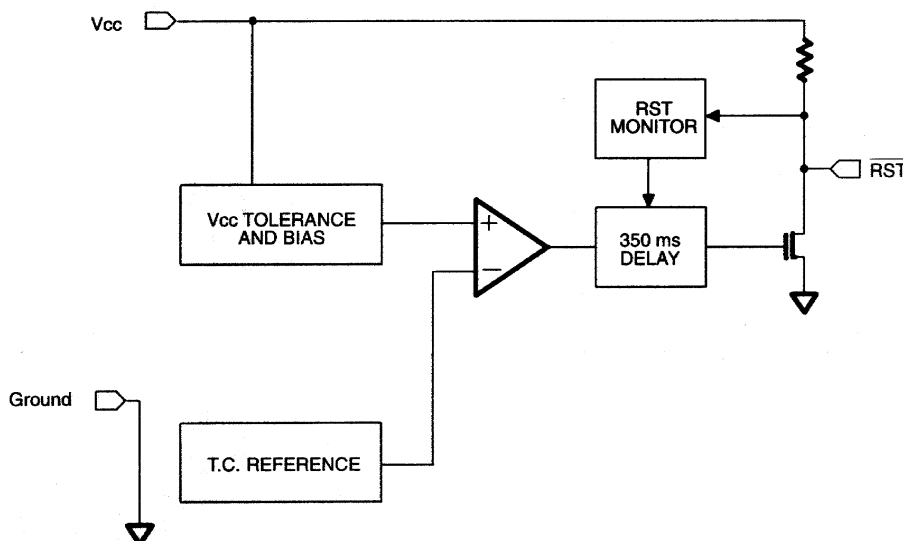 Vcc
RST
MONITOR
RST
Vcc TOLERANCE
AND BIAS
+
−
350 ms
DELAY
Ground
T.C. REFERENCE